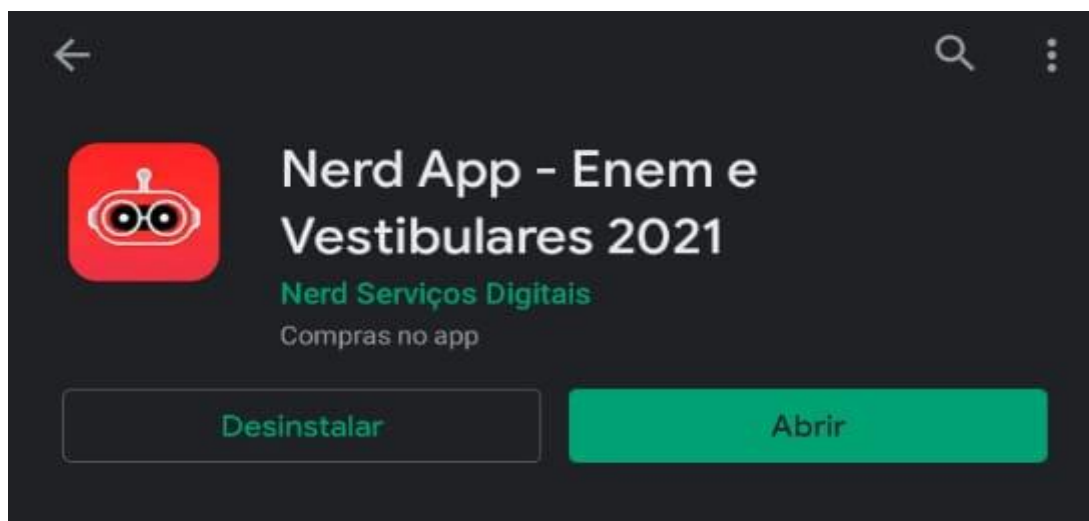 Nerd App - Enem e
Vestibulares 2021
Nerd Serviços Digitais
Compras no app
Desinstalar
Abrir